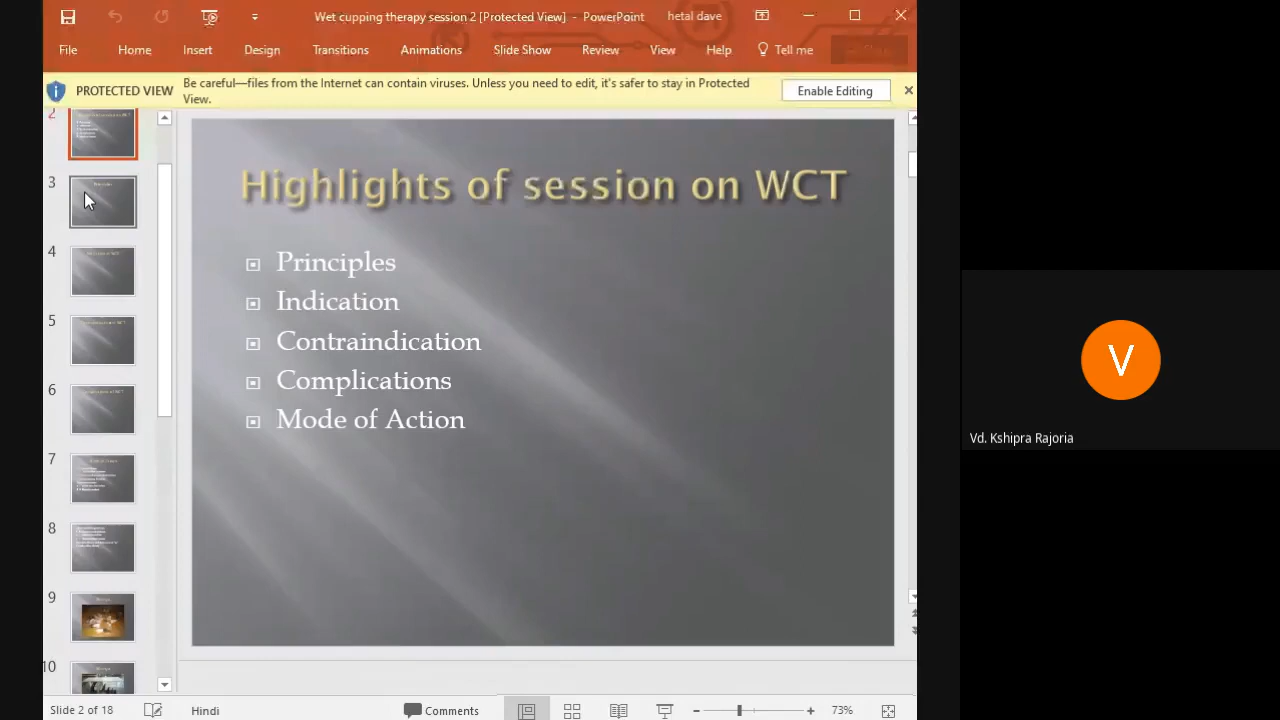 Wet cupping therapy session 2 [Protected View] - PowerPoint
hetal dave
File Home Insert Design Transitions Animations Slide Show Review View Help Tell me
PROTECTED VIEW
Be careful—files from the Internet can contain viruses. Unless you need to edit, it's safer to stay in Protected
View.
Enable Editing
2
3
4
5
6
7
8
9
10
Highlights of session on WCT
Principles
Indication
Contraindication
Complications
Mode of Action
V
Vd. Kshipra Rajoria
Slide 2 of 18
Hindi
Comments
73%